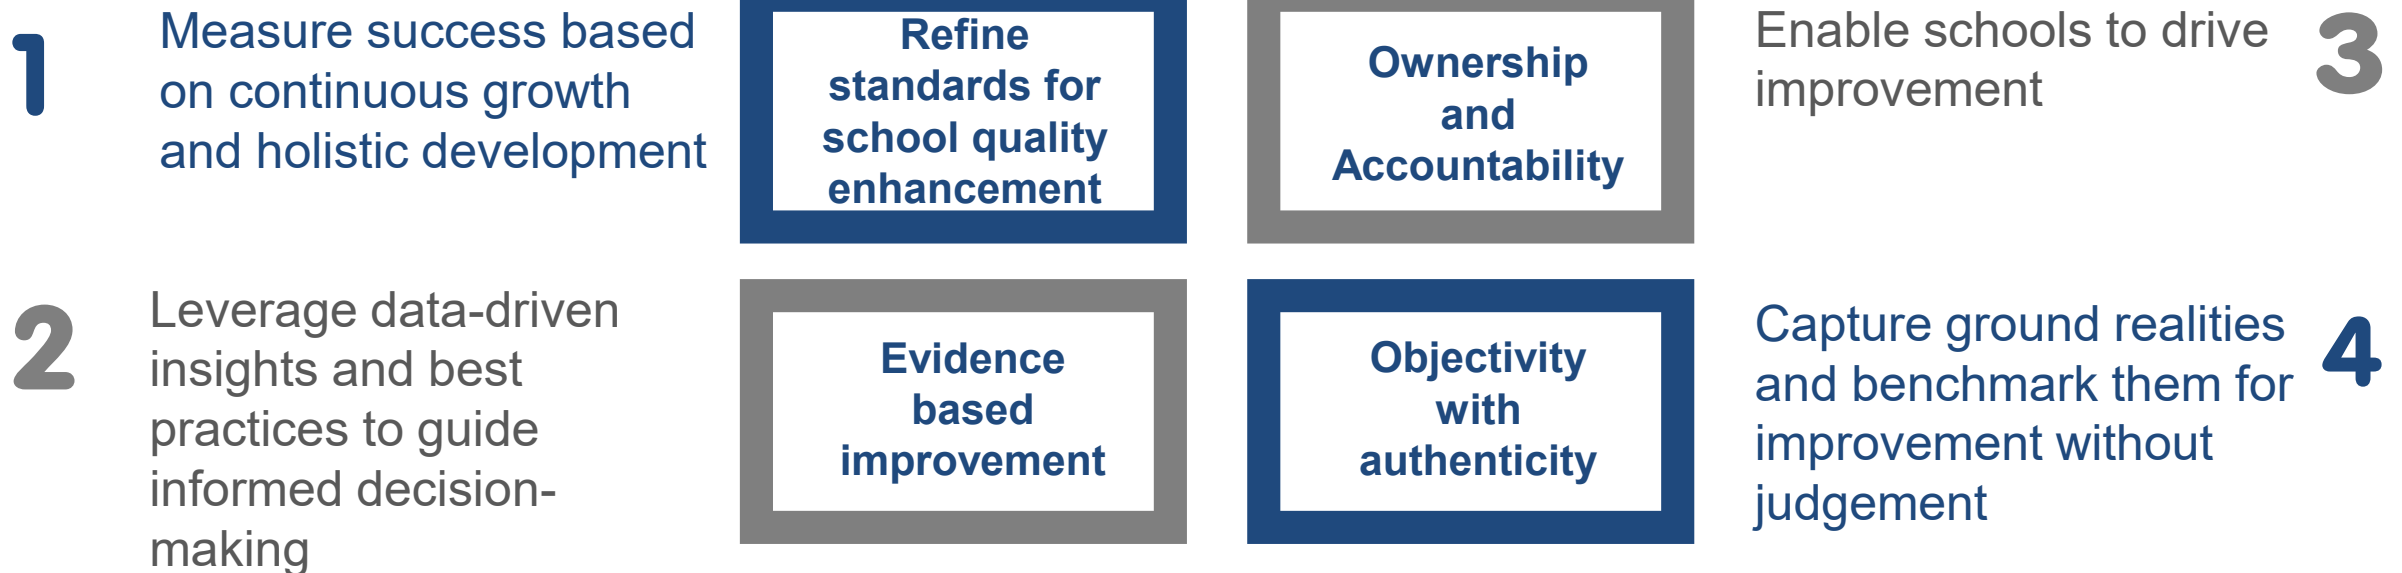 1
Measure success based
on continuous growth
and holistic development
Refine
standards for
school quality
enhancement
Ownership
and
Accountability
Enable schools to drive
improvement
3
2
Leverage data-driven
insights and best
practices to guide
informed decision-
making
Evidence
based
improvement
Objectivity
with
authenticity
Capture ground realities
and benchmark them for
improvement without
judgement
4